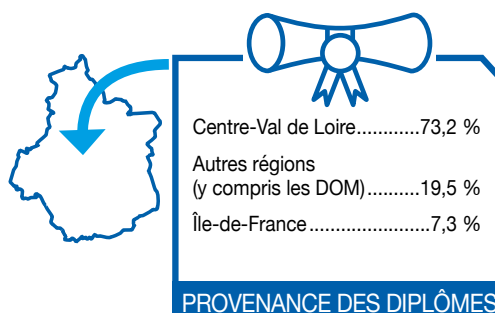 Centre-Val de Loire............73,2 %
Autres régions
(y compris les DOM)..........19,5 %
Île-de-France.......................7,3 %
PROVENANCE DES DIPLÔMES